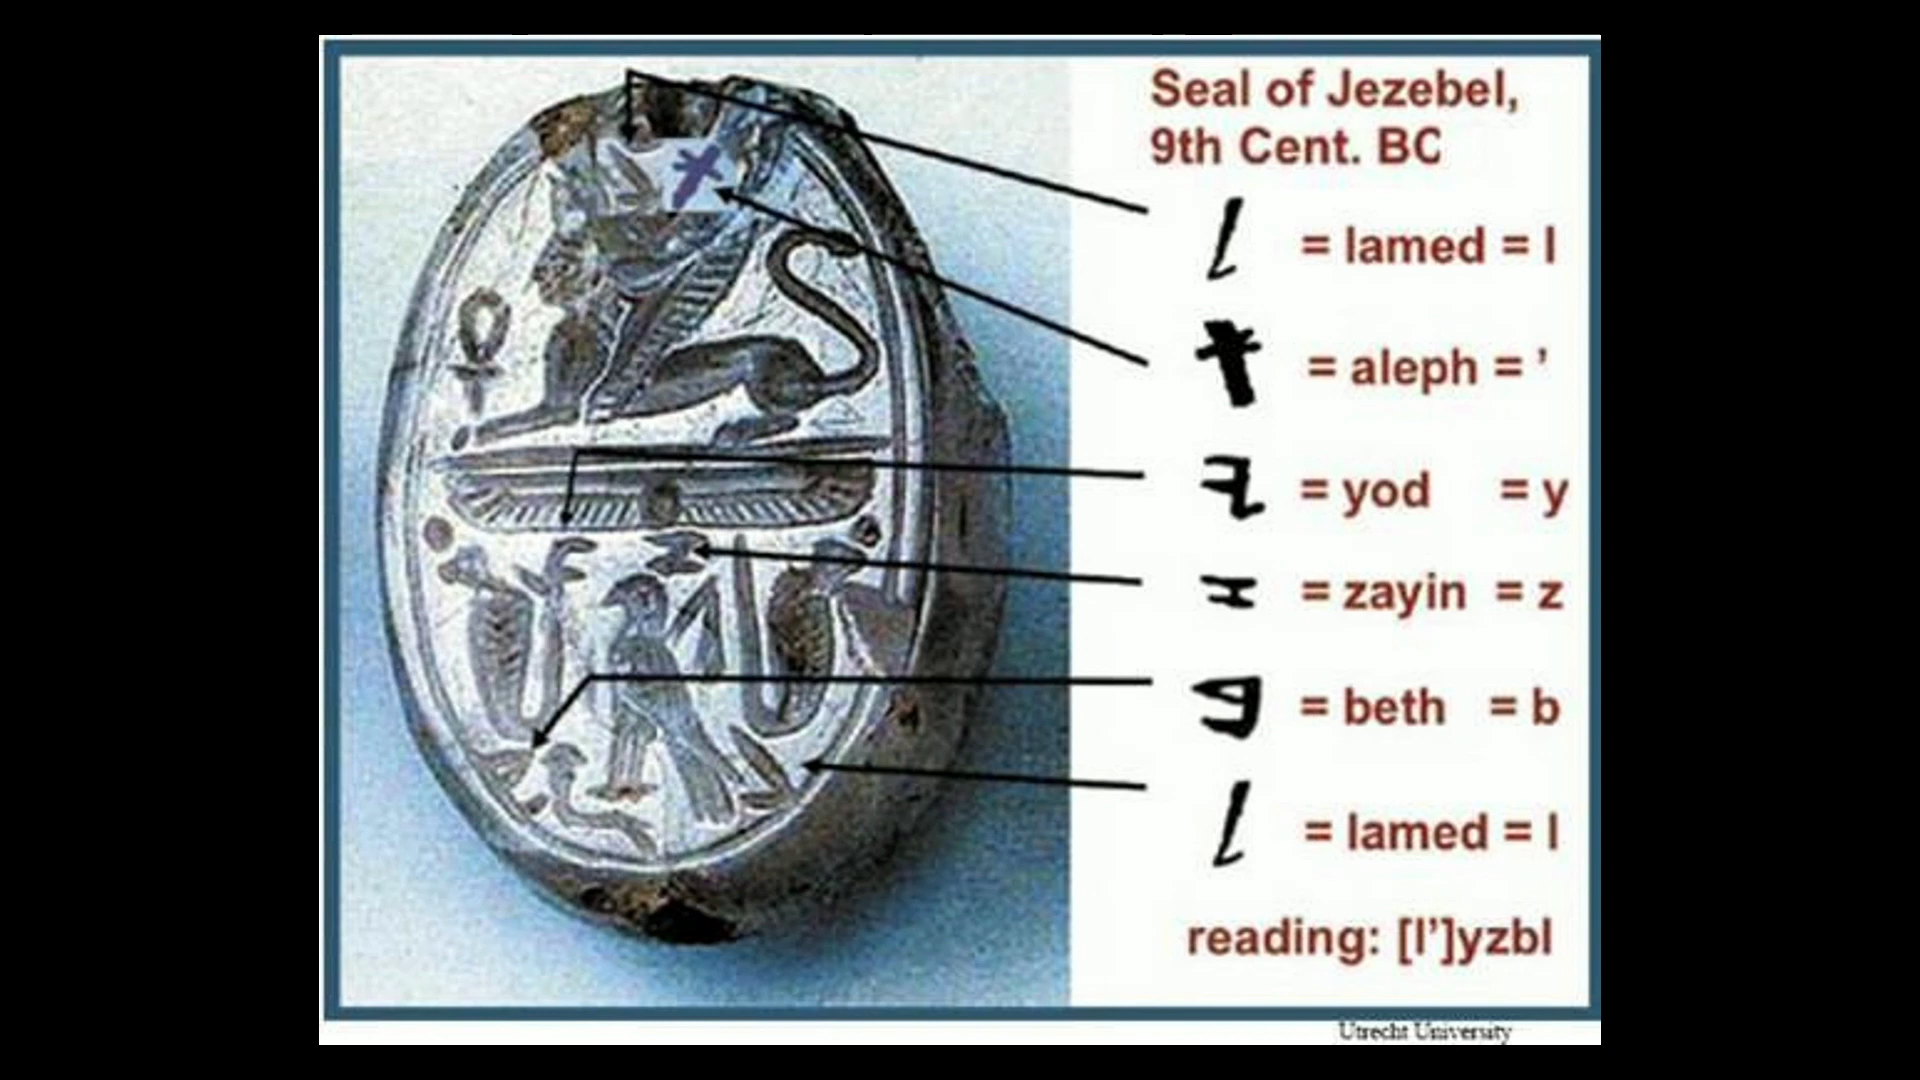 Seal of Jezebel,
9th Cent. BC
= lamed = l
= aleph = ’
= yod = y
= zayin = z
= beth = b
= lamed = l
reading: [l’]yzbl
Utrecht University